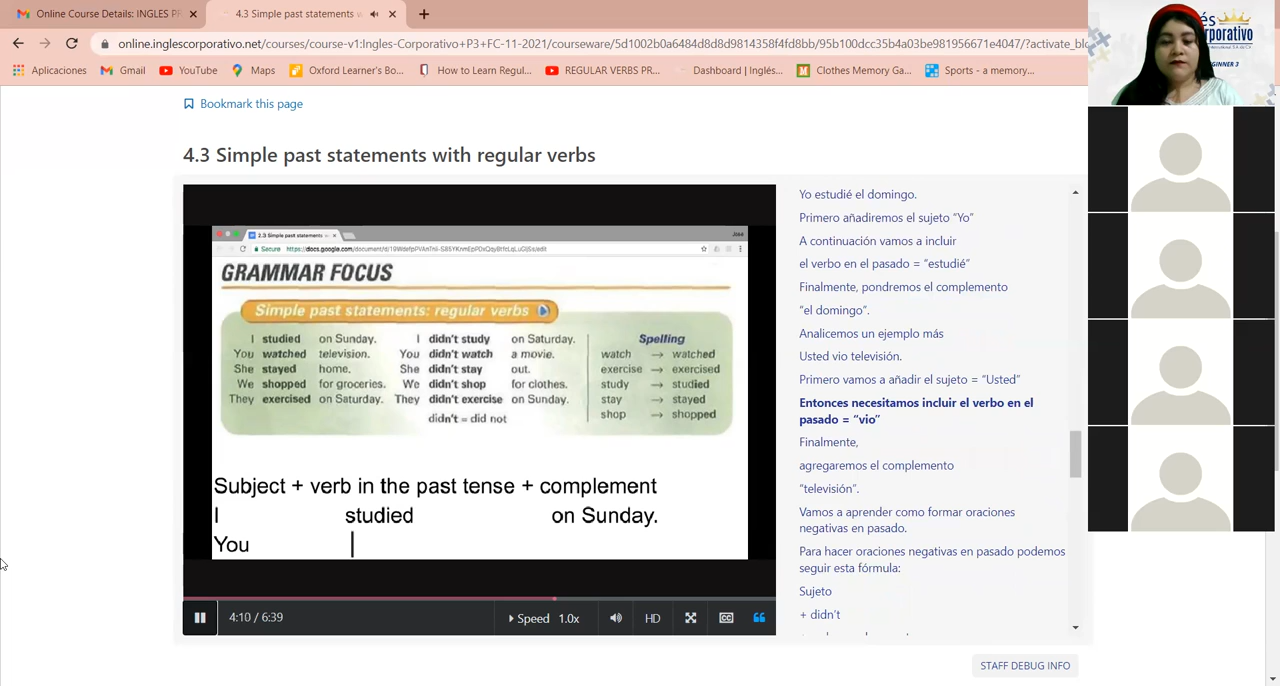 Online Course Details: INGLES PR
4.3 Simple past statements w
online.inglescorporativo.net/courses/course-v1:Ingles-Corporativo+P3+FC-11-2021/courseware/5d1002b0a6484d8d8d9814358f4fd8bb/95b100dcc35b4a03be981956671e4047/?activate_blo
Aplicaciones
Gmail
YouTube
Maps
Oxford Learner's Bo...
How to Learn Regul...
REGULAR VERBS PR...
Dashboard | Inglés...
Clothes Memory Ga...
Sports - a memory...
Bookmark this page
4.3 Simple past statements with regular verbs
2.3 Simple past statements
José
Secure
GRAMMAR FOCUS
Simple past statements: regular verbs
I studied on Sunday. I didn't study on Saturday. Spelling
You watched television. You didn't watch a movie. watch → watched
She stayed home. She didn't stay out. exercise → exercised
We shopped for groceries. We didn't shop for clothes. study → studied
They exercised on Saturday. They didn't exercise on Sunday. stay → stayed
didn't = did not shop → shopped
Subject + verb in the past tense + complement
I studied on Sunday.
You
4:10 / 6:39
Speed 1.0x
HD
Yo estudié el domingo.
Primero añadiremos el sujeto “Yo”
A continuación vamos a incluir
el verbo en el pasado = “estudié”
Finalmente, pondremos el complemento
“el domingo”.
Analicemos un ejemplo más
Usted vio televisión.
Primero vamos a añadir el sujeto = “Usted”
Entonces necesitamos incluir el verbo en el
pasado = “vio”
Finalmente,
agregaremos el complemento
“televisión”.
Vamos a aprender como formar oraciones
negativas en pasado.
Para hacer oraciones negativas en pasado podemos
seguir esta fórmula:
Sujeto
+ didn't
STAFF DEBUG INFO